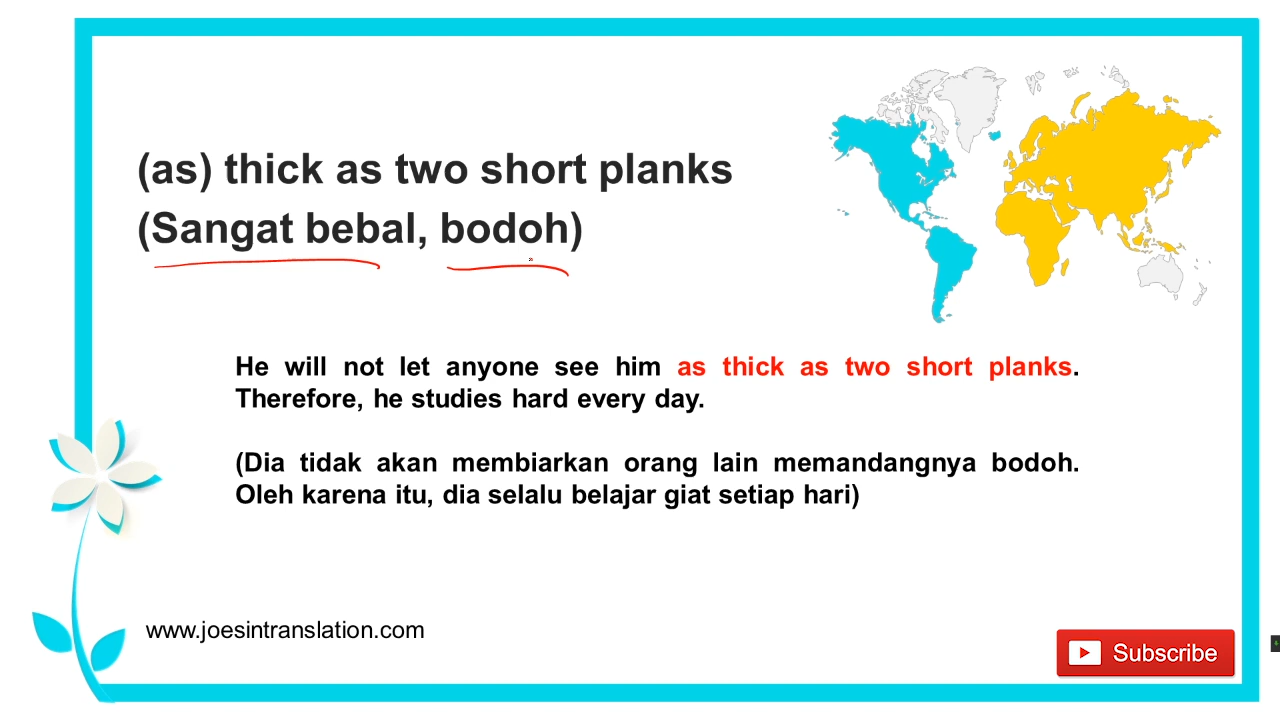 (as) thick as two short planks
(Sangat bebal, bodoh)
He will not let anyone see him as thick as two short planks.
Therefore, he studies hard every day.
(Dia tidak akan membiarkan orang lain memandangnya bodoh.
Oleh karena itu, dia selalu belajar giat setiap hari)
www.joesintranslation.com
Subscribe